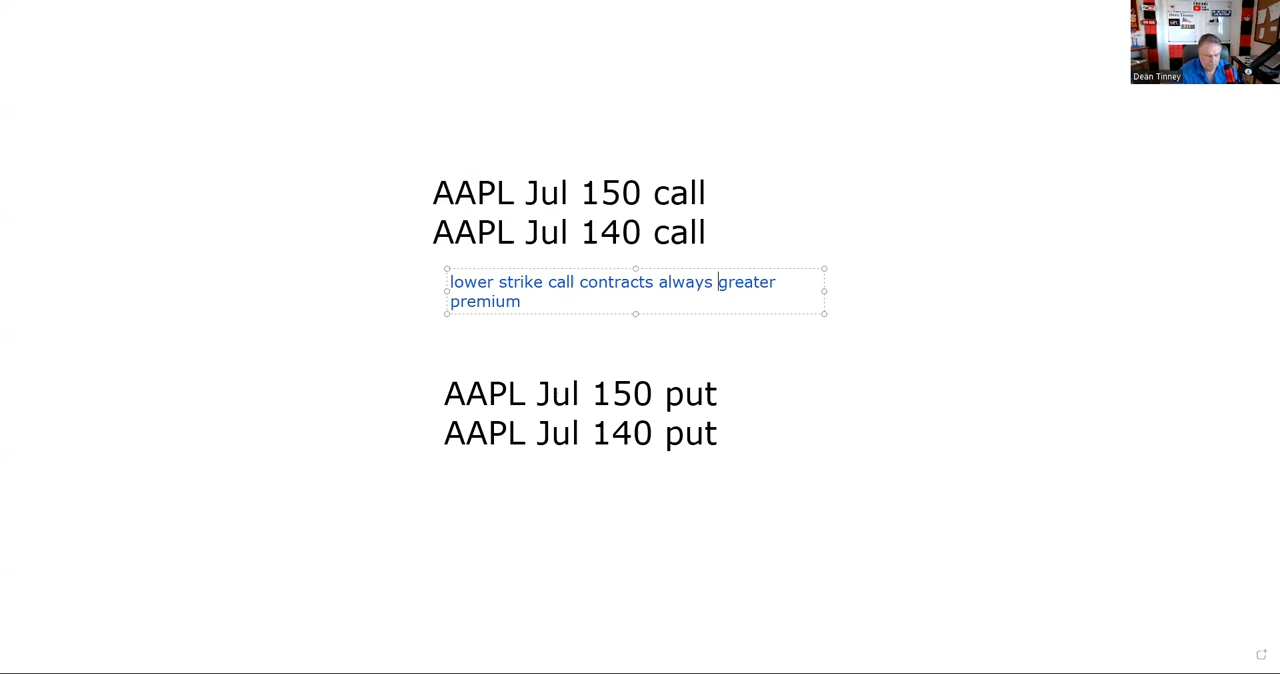 AAPL Jul 150 call
AAPL Jul 140 call
lower strike call contracts always greater
premium
AAPL Jul 150 put
AAPL Jul 140 put
Dean Tinney